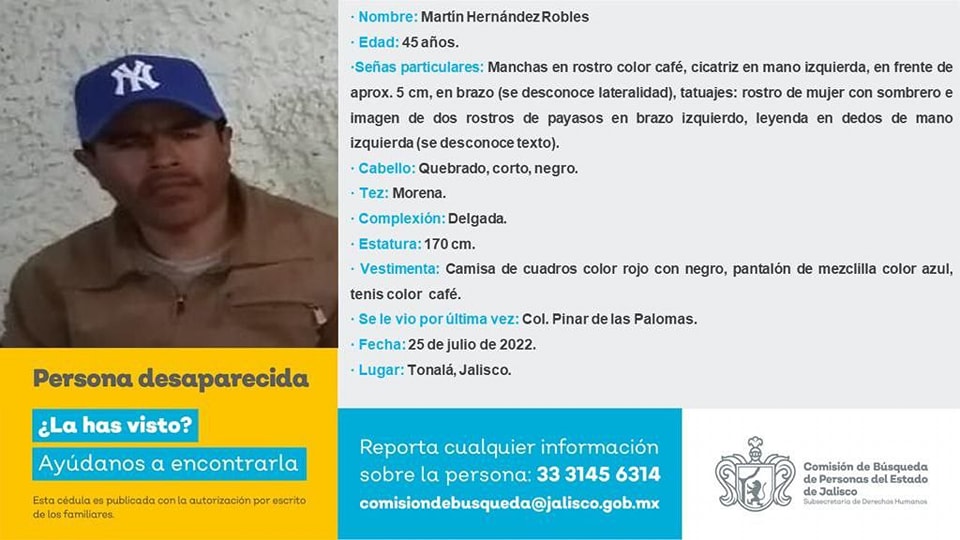 NY
· Nombre: Martín Hernández Robles
· Edad: 45 años.
·Señas particulares: Manchas en rostro color café, cicatriz en mano izquierda, en frente de
aprox. 5 cm, en brazo (se desconoce lateralidad), tatuajes: rostro de mujer con sombrero e
imagen de dos rostros de payasos en brazo izquierdo, leyenda en dedos de mano
izquierda (se desconoce texto).
· Cabello: Quebrado, corto, negro.
· Tez: Morena.
· Complexión: Delgada.
· Estatura: 170 cm.
· Vestimenta: Camisa de cuadros color rojo con negro, pantalón de mezclilla color azul,
tenis color café.
· Se le vio por última vez: Col. Pinar de las Palomas.
· Fecha: 25 de julio de 2022.
· Lugar: Tonalá, Jalisco.
Persona desaparecida
¿La has visto?
Ayúdanos a encontrarla
Esta cédula es publicada con la autorización por escrito
de los familiares.
Reporta cualquier información
sobre la persona: 33 3145 6314
comisiondebusqueda@jalisco.gob.mx
Comisión de Búsqueda
de Personas del Estado
de Jalisco
Subsecretaría de Derechos Humanos